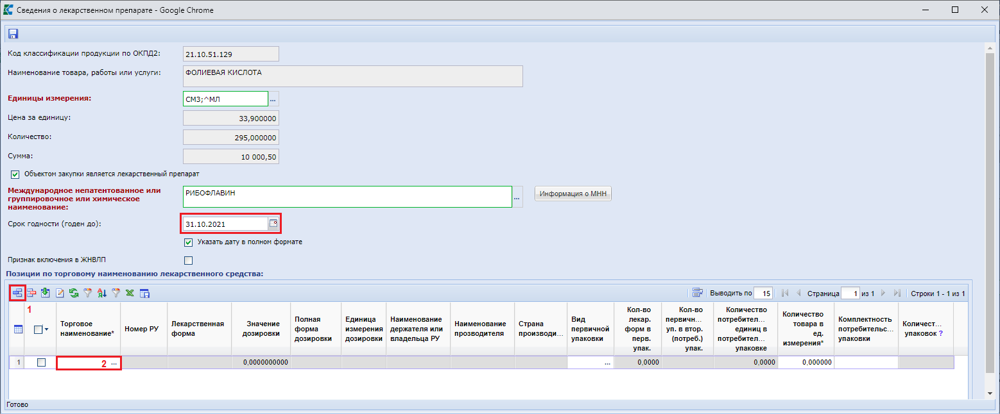 Сведения о лекарственном препарате - Google Chrome
Код классификации продукции по ОКПД2:
21.10.51.129
Наименование товара, работы или услуги:
ФОЛИЕВАЯ КИСЛОТА
Единицы измерения:
СМ3;^МЛ
...
Цена за единицу:
33,900000
Количество:
295,000000
Сумма:
10 000,50
Объектом закупки является лекарственный препарат
Международное непатентованное или
группировочное или химическое
наименование:
РИБОФЛАВИН
...
Информация о МНН
Срок годности (годен до):
31.10.2021
Указать дату в полном формате
Признак включения в ЖНВЛП
Позиции по торговому наименованию лекарственного средства:
Выводить по 15
Страница 1 из 1
Строки 1 - 1 из 1
1
Торговое
наименование*
Номер РУ
Лекарственная
форма
Значение
дозировки
Полная
форма
дозировки
Единица
измерения
дозировки
Наименование
держателя или
владельца РУ
Наименование
прозводителя
Страна
производи...
Вид
первичной
упаковки
Кол-во
лекар.
форм в
перв.
упак.
Кол-во
первичн...
уп. в втор.
(потреб.)
упак.
Количество
потребител...
единиц в
потребител...
упаковке
Количество
товара в
ед.
измерения*
Комплектность
потребительс...
упаковки
Количест...
упаковок ?
1
2 ...
0,0000000000
...
0,0000
0,0000
0,000000
Готово